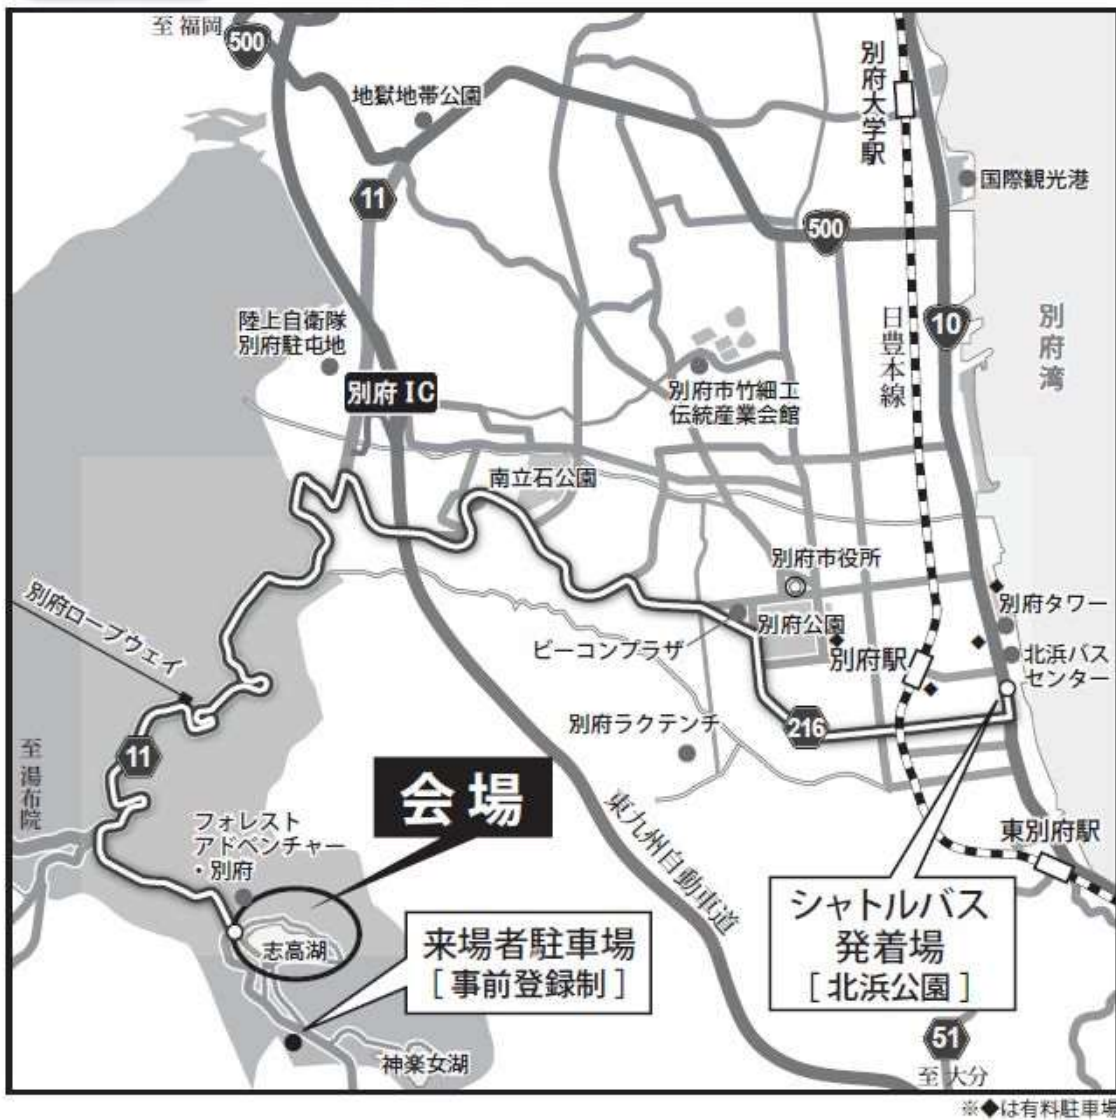 至 福岡
500
地獄地帯公園
別府大学駅
国際観光港
11
500
陸上自衛隊
別府駐屯地
別府 IC
別府市竹細工
伝統産業会館
日豊本線
10
別府湾
南立石公園
別府市役所
別府タワー
別府ロープウェイ
ビーコンプラザ
別府公園
別府駅
北浜バス
センター
216
別府ラクテンチ
11
至 湯布院
会場
フォレスト
アドベンチャー
・別府
東九州自動車道
東別府駅
志高湖
来場者駐車場
[ 事前登録制 ]
シャトルバス
発着場
[ 北浜公園 ]
神楽女湖
51
至 大分
※◆は有料駐車場